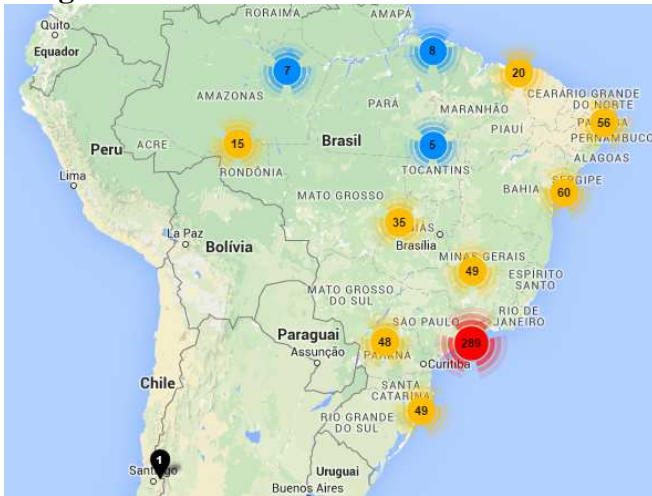 RORAIMA
AMAPÁ
Quito
Equador
8
7
20
AMAZONAS
PARÁ
MARANHÃO
CEARÁ
RIO GRANDE
DO NORTE
56
PERNAMBUCO
PIAUÍ
ALAGOAS
15
ACRE
Peru
Brasil
5
TOCANTINS
RONDÔNIA
Lima
SERGIPE
60
BAHIA
MATO GROSSO
35
La Paz
Bolívia
Brasília
MINAS GERAIS
49
ESPÍRITO
SANTO
MATO GROSSO
DO SUL
SÃO PAULO
RIO DE
JANEIRO
Paraguai
48
289
Assunção
PARANÁ
Curitiba
Chile
SANTA
CATARINA
49
RIO GRANDE
DO SUL
1
Santiago
Uruguai
Buenos Aires